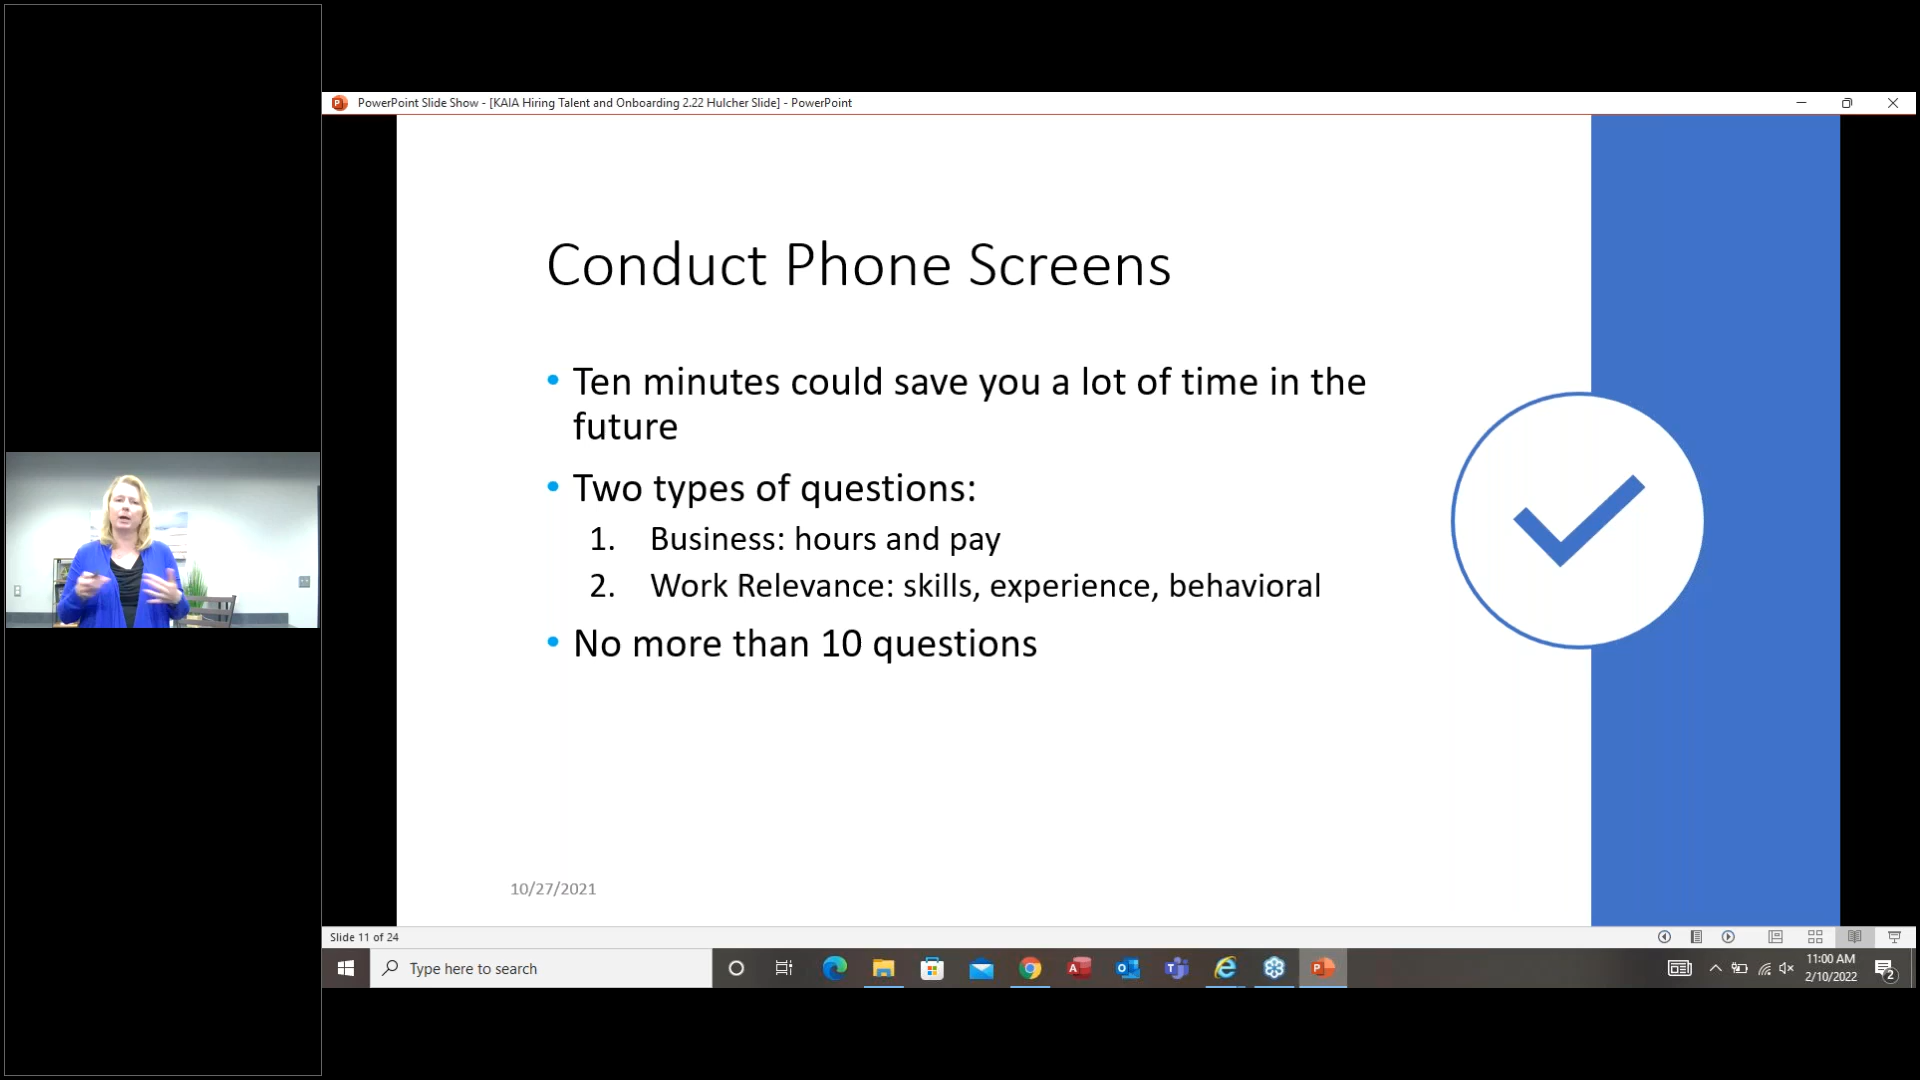 PowerPoint Slide Show - [KAIA Hiring Talent and Onboarding 2.22 Hulcher Slide] - PowerPoint
Conduct Phone Screens
• Ten minutes could save you a lot of time in the
future
• Two types of questions:
1. Business: hours and pay
2. Work Relevance: skills, experience, behavioral
• No more than 10 questions
10/27/2021
Slide 11 of 24
Type here to search
11:00 AM
2/10/2022
2